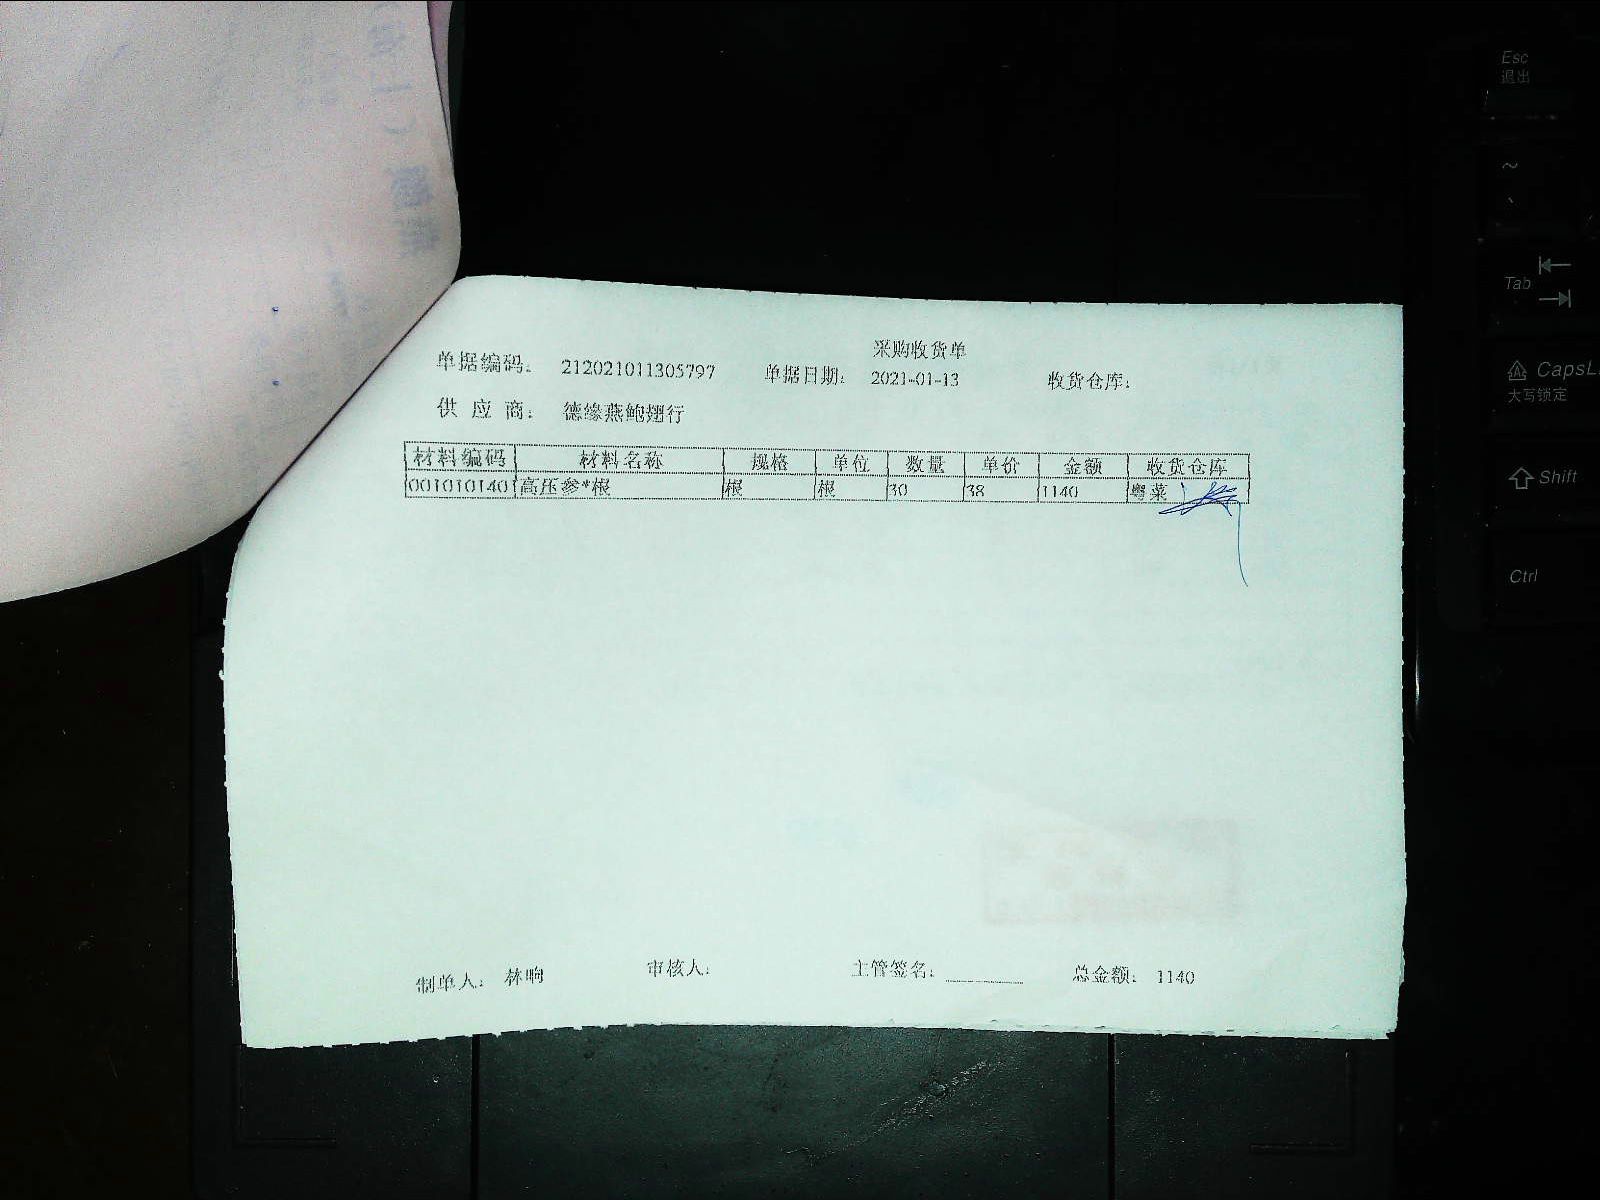 采购收货单
单据编码： 212021011305797 单据日期： 2021-01-13 收货仓库：
供 应 商： 德缘燕鲍翅行
材料编码 材料名称 规格 单位 数量 单价 金额 收货仓库
001010140 高压参*根 根 根 30 38 1140 粤菜
制单人： 林响 审核人： 主管签名： 总金额： 1140
Esc
退出
~
Tab
CapsL
大写锁定
Shift
Ctrl